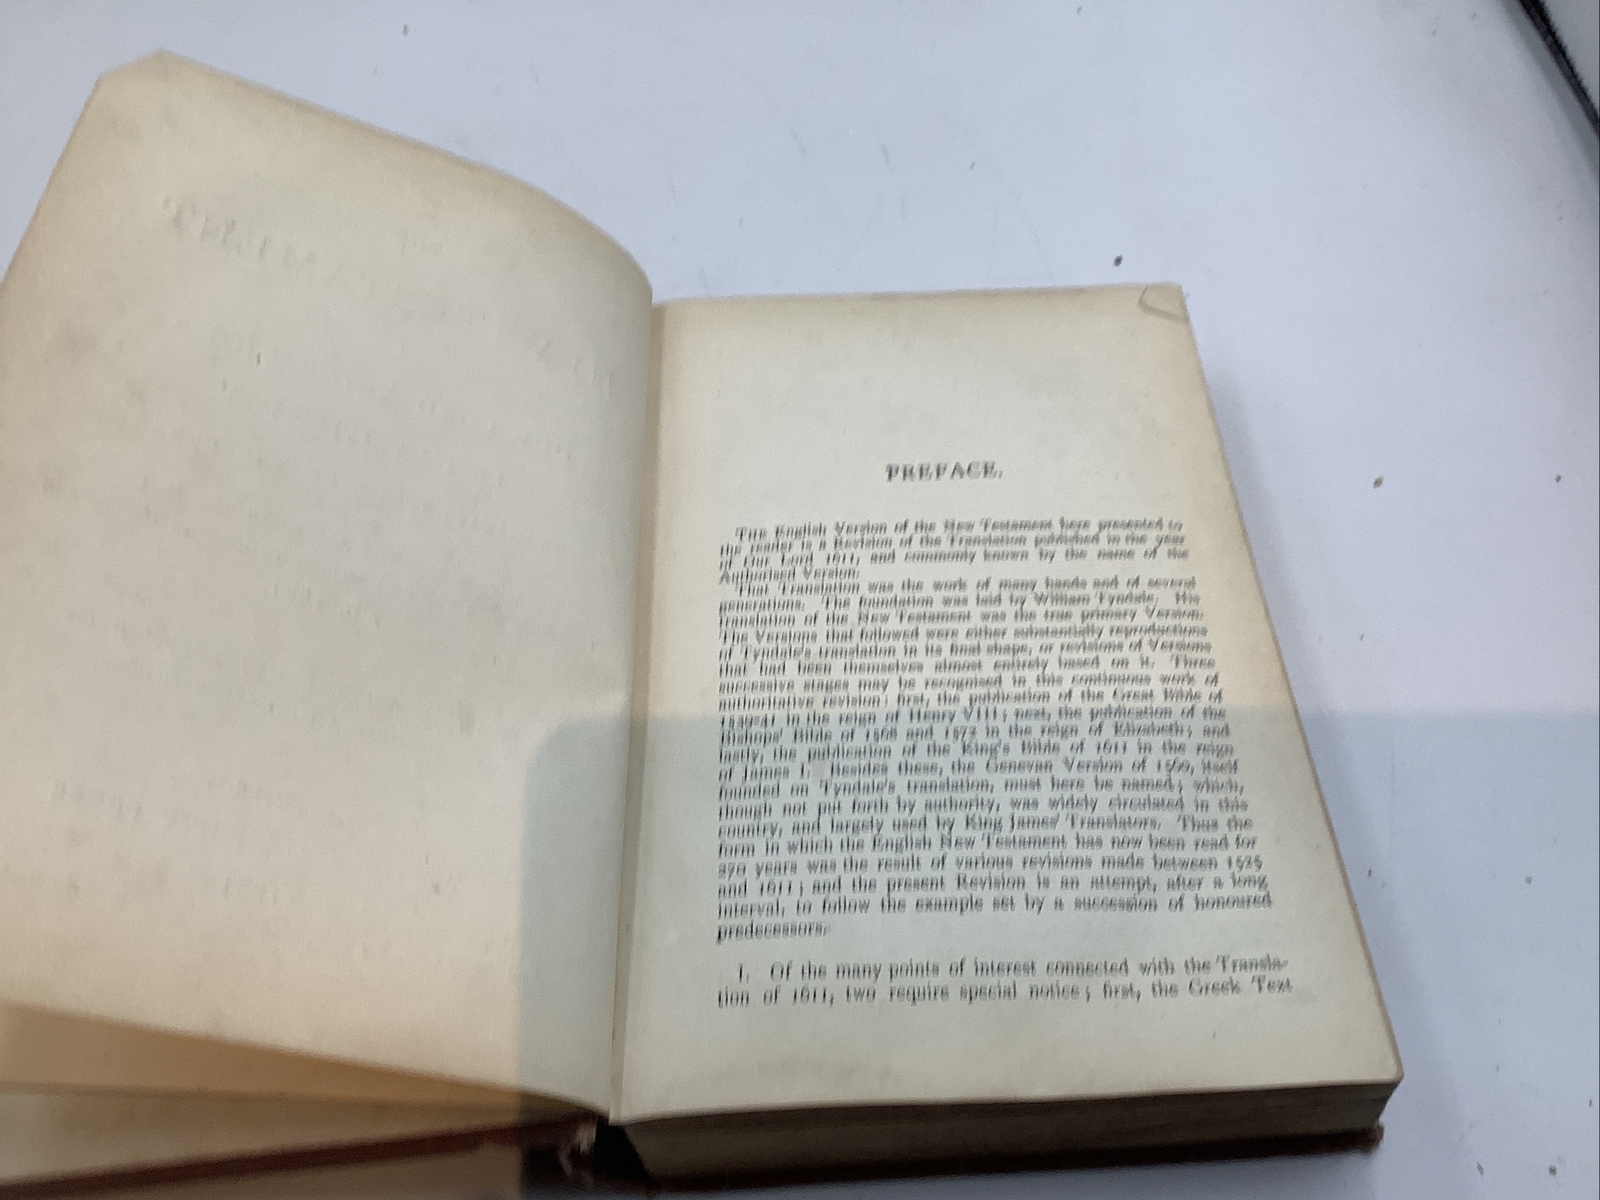 PREFACE.
THE English Version of the New Testament here presented to
the reader is a Revision of the Translation published in the year
of Our Lord 1611, and commonly known by the name of the
Authorised Version.
That Translation was the work of many hands and of several
generations. The foundation was laid by William Tyndale. His
translation of the New Testament was the true primary Version.
The Versions that followed were either substantially reproductions
of Tyndale's translation in its final shape, or revisions of Versions
that had been themselves almost entirely based on it. Three
successive stages may be recognised in this continuous work of
authoritative revision: first, the publication of the Great Bible of
1539-41 in the reign of Henry VIII; next, the publication of the
Bishops' Bible of 1568 and 1572 in the reign of Elizabeth; and
lastly, the publication of the King's Bible of 1611 in the reign
of James I. Besides these, the Genevan Version of 1560, itself
founded on Tyndale's translation, must here be named; which,
though not put forth by authority, was widely circulated in this
country, and largely used by King James' Translators. Thus the
form in which the English New Testament has now been read for
270 years was the result of various revisions made between 1525
and 1611; and the present Revision is an attempt, after a long
interval, to follow the example set by a succession of honoured
predecessors.
1. Of the many points of interest connected with the Transla-
tion of 1611, two require special notice; first, the Greek Text